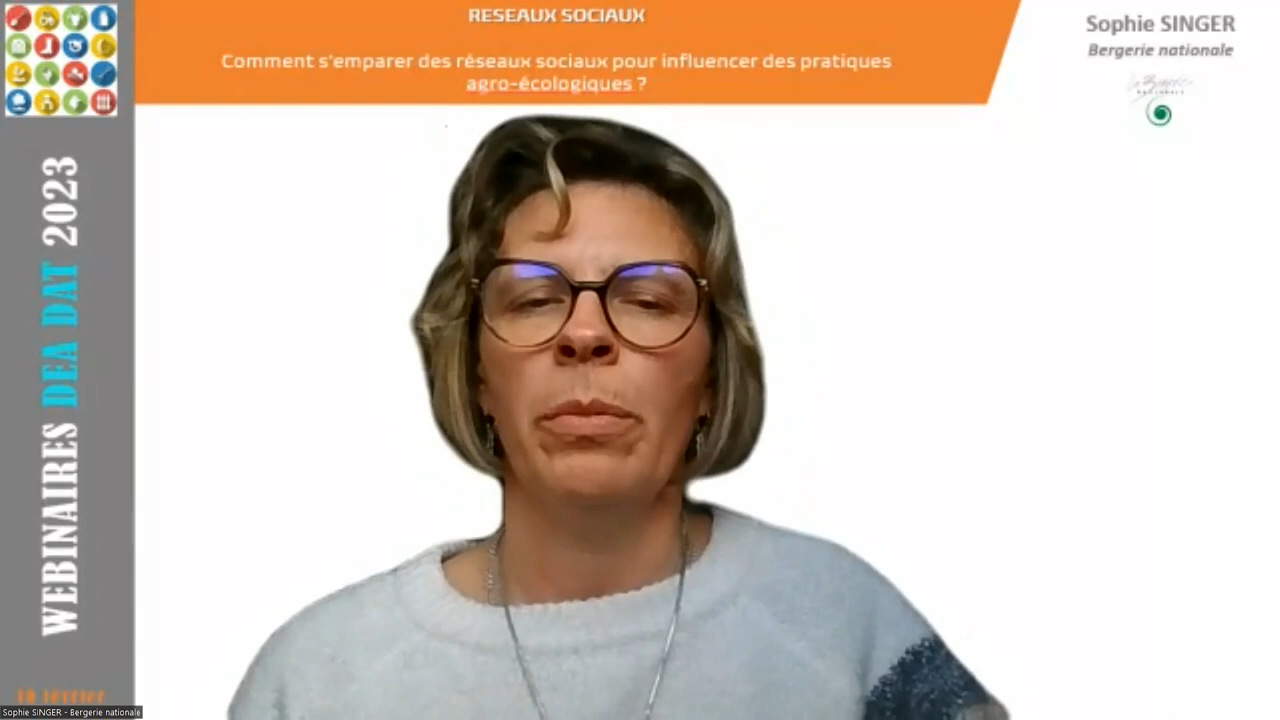 RESEAUX SOCIAUX
Comment s'emparer des réseaux sociaux pour influencer des pratiques
agro-écologiques ?
Sophie SINGER
Bergerie nationale
WEBINAIRES DEA DAT 2023
Sophie SINGER - Bergerie nationale